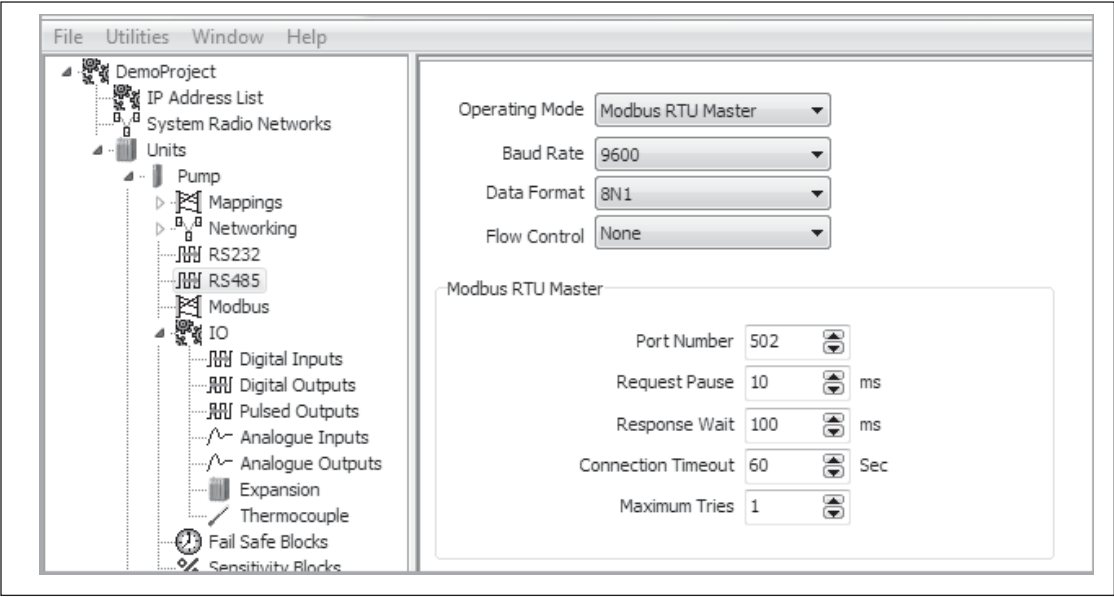 File Utilities Window Help
DemoProject
IP Address List
System Radio Networks
Units
Pump
Mappings
Networking
RS232
RS485
Modbus
IO
Digital Inputs
Digital Outputs
Pulsed Outputs
Analogue Inputs
Analogue Outputs
Expansion
Thermocouple
Fail Safe Blocks
Sensitivity Blocks
Operating Mode Modbus RTU Master
Baud Rate 9600
Data Format 8N1
Flow Control None
Modbus RTU Master
Port Number 502
Request Pause 10 ms
Response Wait 100 ms
Connection Timeout 60 Sec
Maximum Tries 1